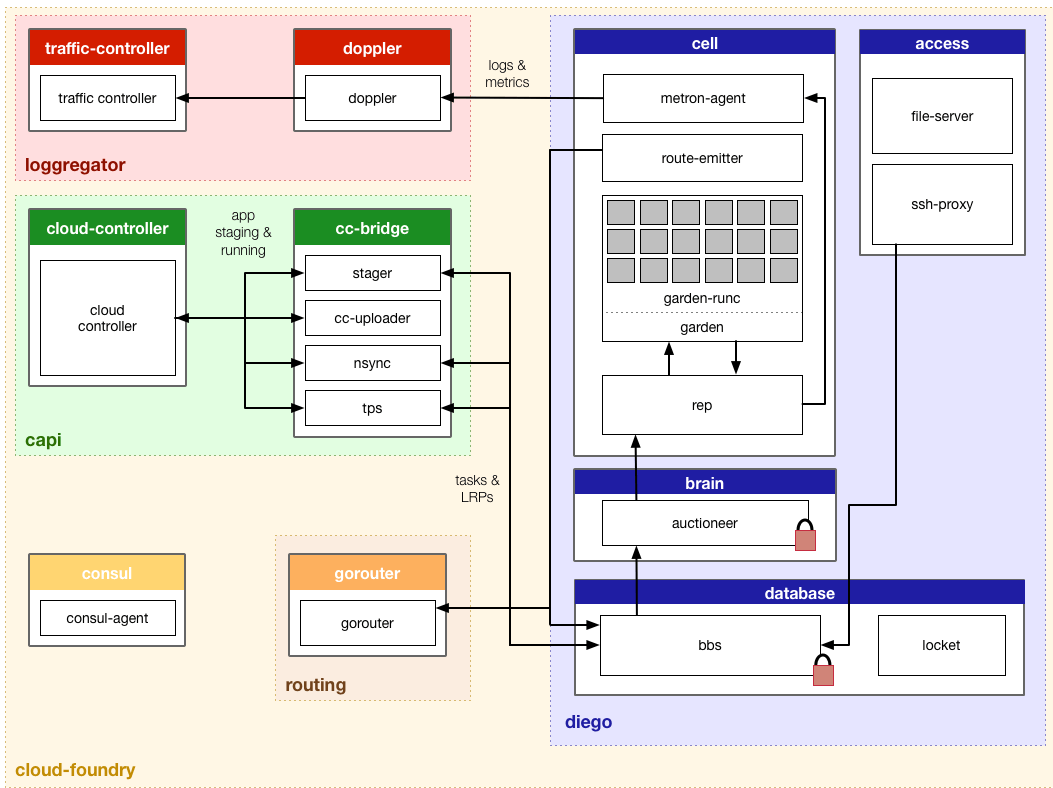 traffic-controller
traffic controller
doppler
doppler
logs &
metrics
loggregator
cell
metron-agent
route-emitter
garden-runc
garden
rep
access
file-server
ssh-proxy
cloud-controller
cloud
controller
app
staging &
running
cc-bridge
stager
cc-uploader
nsync
tps
capi
tasks &
LRPs
brain
auctioneer
consul
consul-agent
gorouter
gorouter
routing
database
bbs
locket
diego
cloud-foundry